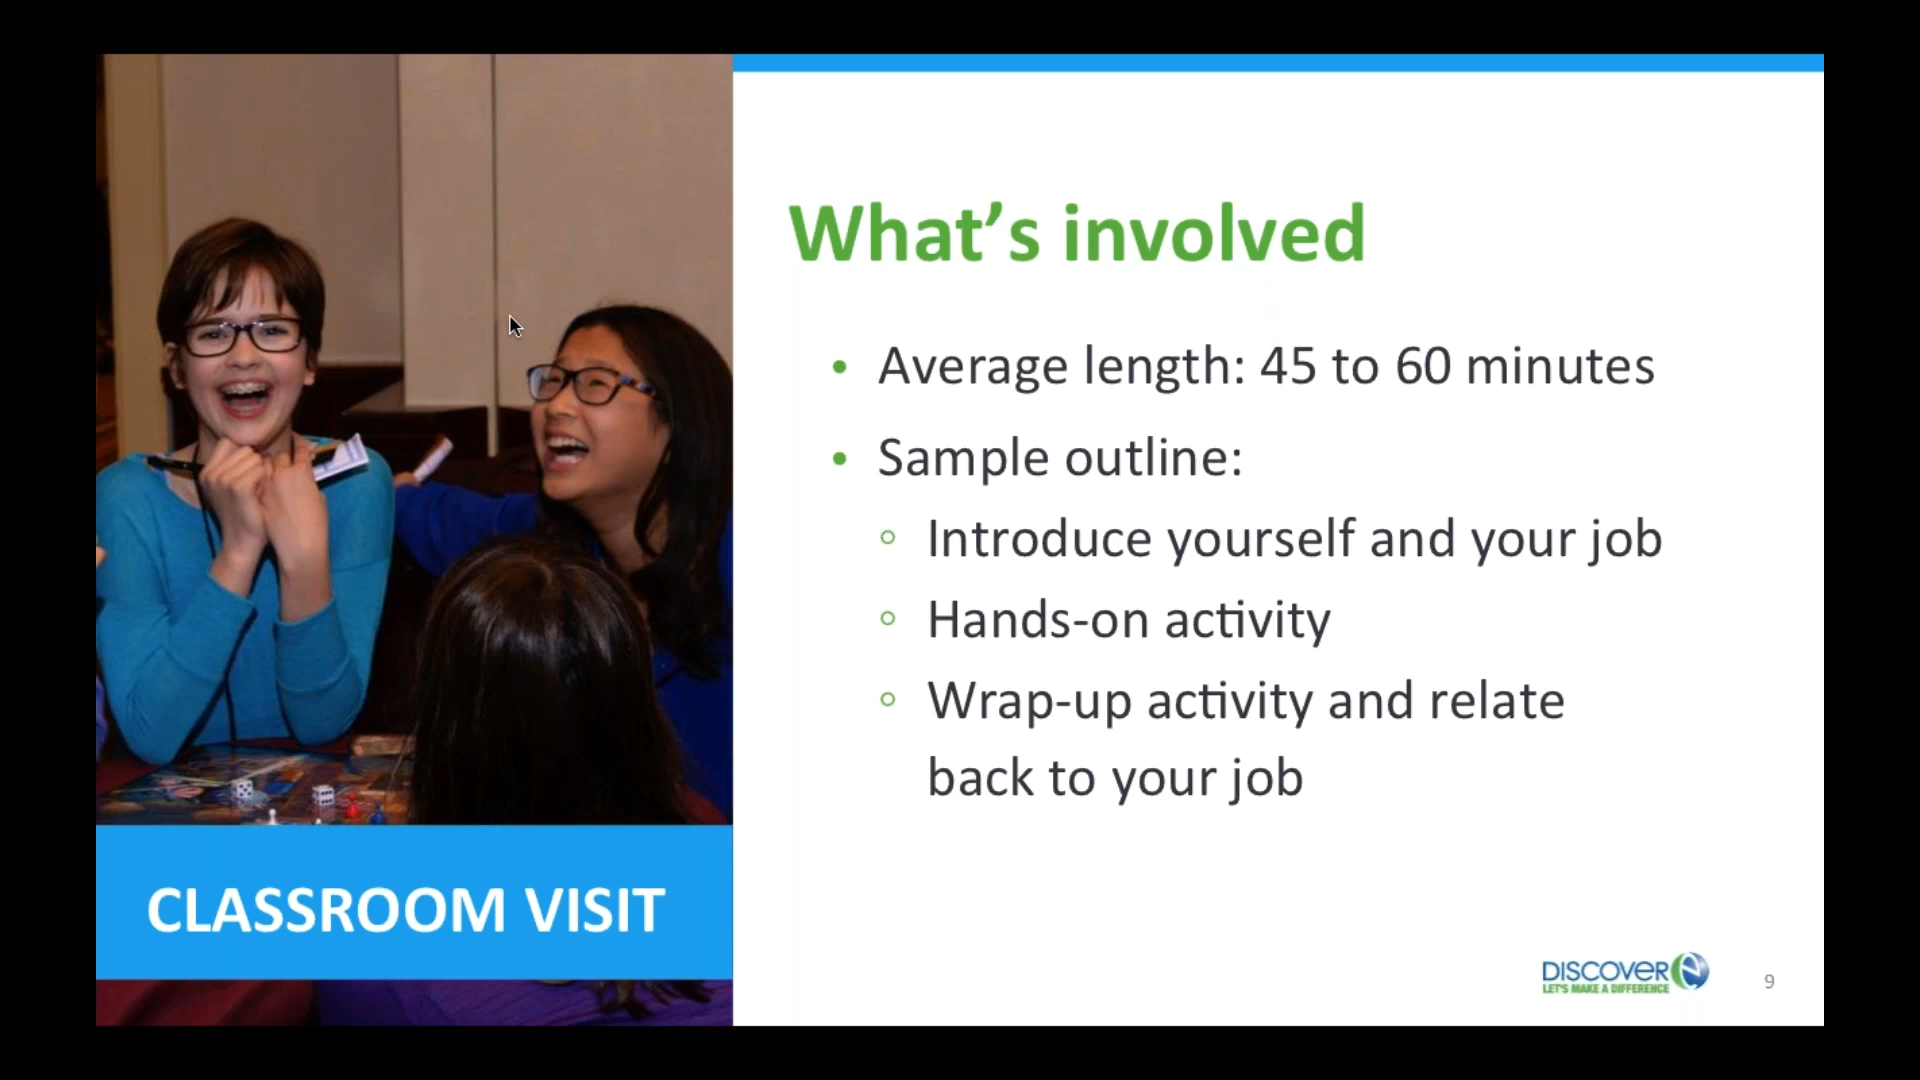 What's involved
• Average length: 45 to 60 minutes
• Sample outline:
◦ Introduce yourself and your job
◦ Hands-on activity
◦ Wrap-up activity and relate
back to your job
CLASSROOM VISIT
DISCOVER e
LET'S MAKE A DIFFERENCE
9